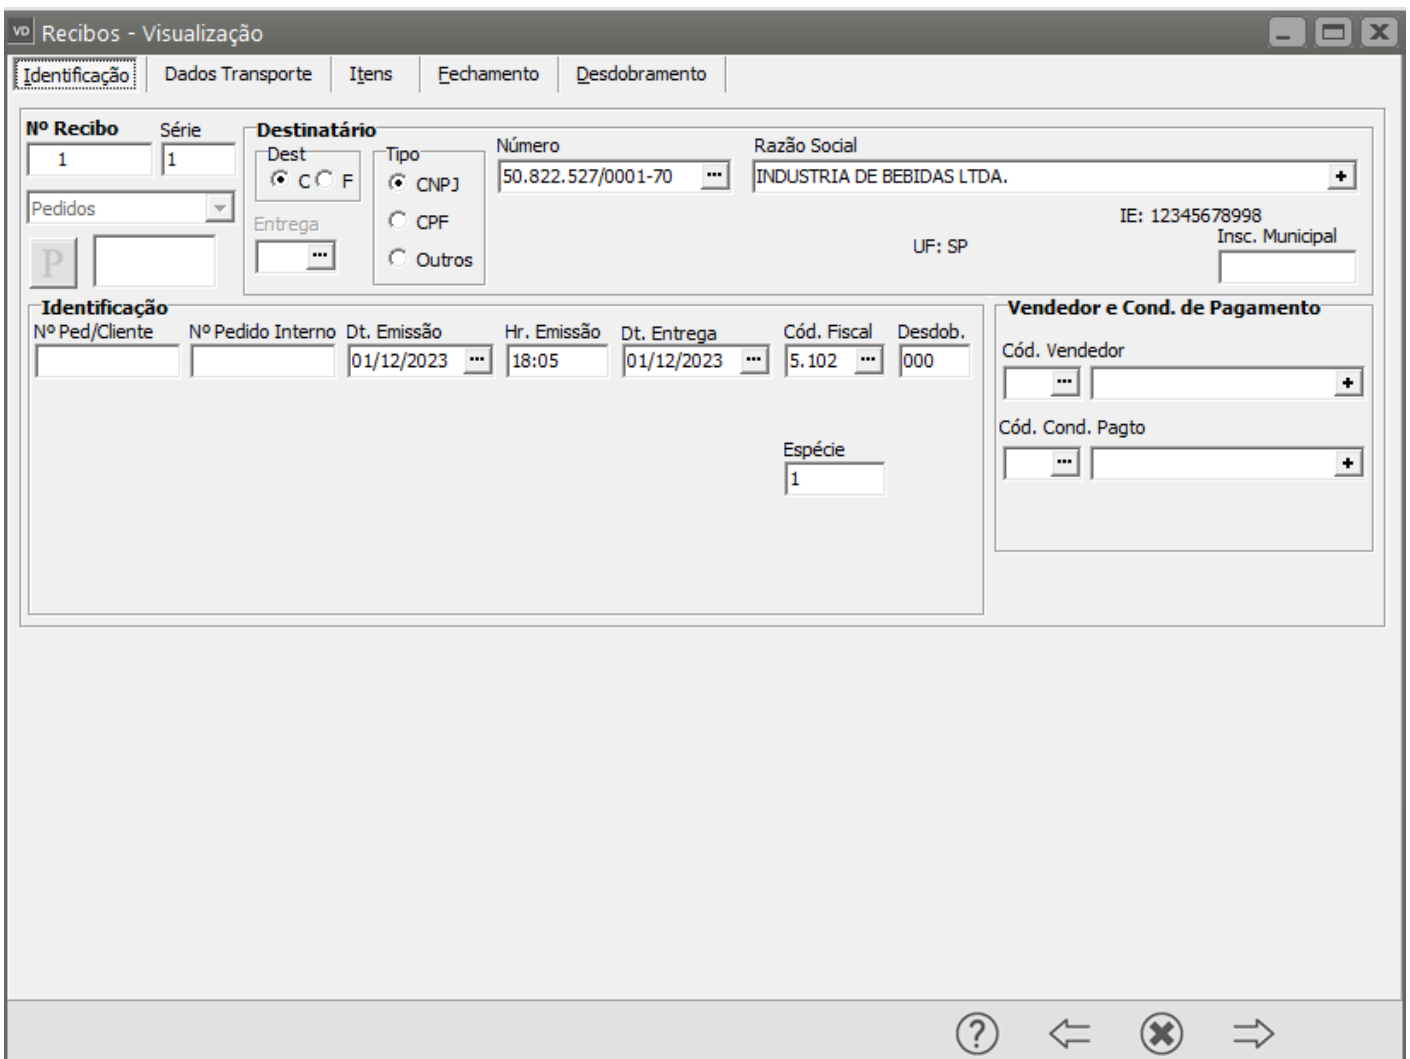 VD Recibos - Visualização
Identificação Dados Transporte Itens Fechamento Desdobramento
Nº Recibo Série Destinatário
Dest Tipo Número Razão Social
1 1 C F CNPJ 50.822.527/0001-70 ... INDUSTRIA DE BEBIDAS LTDA. +
Pedidos Entrega CPF IE: 12345678998
P ... Outros UF: SP Insc. Municipal
Identificação Vendedor e Cond. de Pagamento
Nº Ped/Cliente Nº Pedido Interno Dt. Emissão Hr. Emissão Dt. Entrega Cód. Fiscal Desdob.
01/12/2023 ... 18:05 01/12/2023 ... 5.102 ... 000
Cód. Vendedor
... +
Cód. Cond. Pagto
... +
Espécie
1
?